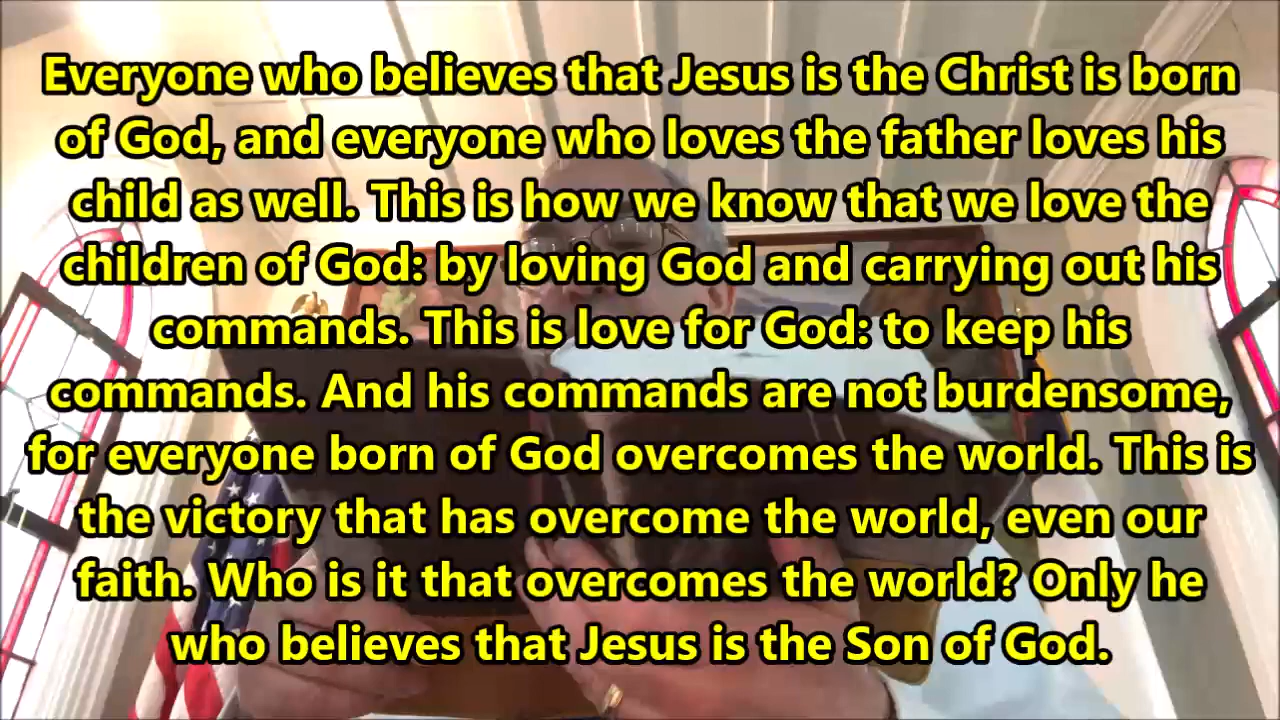 Everyone who believes that Jesus is the Christ is born
of God, and everyone who loves the father loves his
child as well. This is how we know that we love the
children of God: by loving God and carrying out his
commands. This is love for God: to keep his
commands. And his commands are not burdensome,
for everyone born of God overcomes the world. This is
the victory that has overcome the world, even our
faith. Who is it that overcomes the world? Only he
who believes that Jesus is the Son of God.